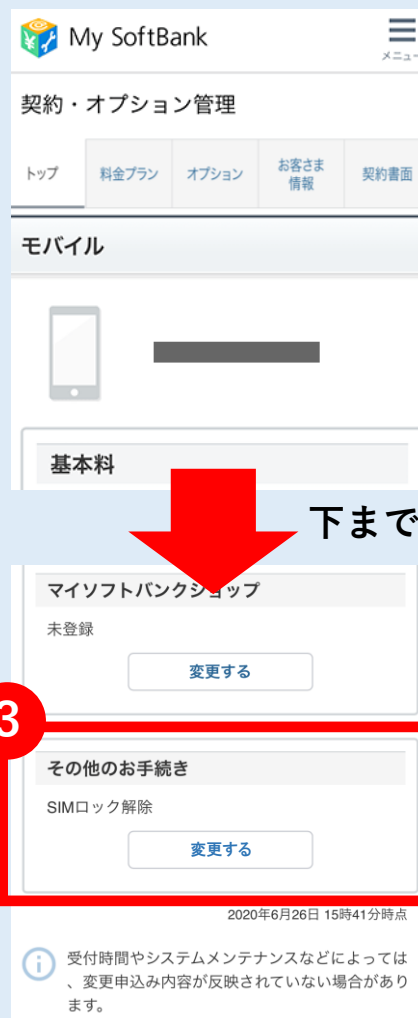 My SoftBank
メニュー
契約・オプション管理
トップ
料金プラン
オプション
お客さま
情報
契約書面
モバイル
基本料
下まで
マイソフトバンクショップ
未登録
変更する
3
その他のお手続き
SIMロック解除
変更する
2020年6月26日 15時41分時点
受付時間やシステムメンテナンスなどによっては
、変更申込み内容が反映されていない場合があり
ます。